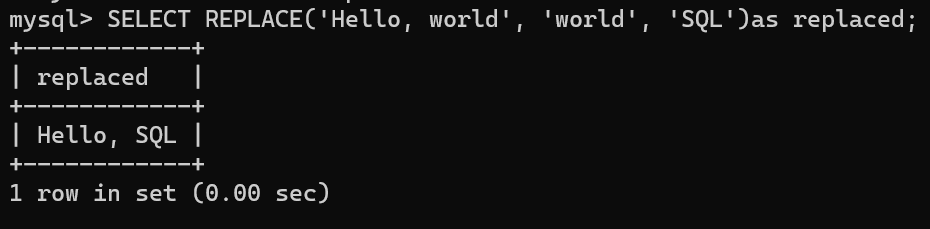 mysql> SELECT REPLACE('Hello, world', 'world', 'SQL')as replaced;
+------------+
| replaced   |
+------------+
| Hello, SQL |
+------------+
1 row in set (0.00 sec)